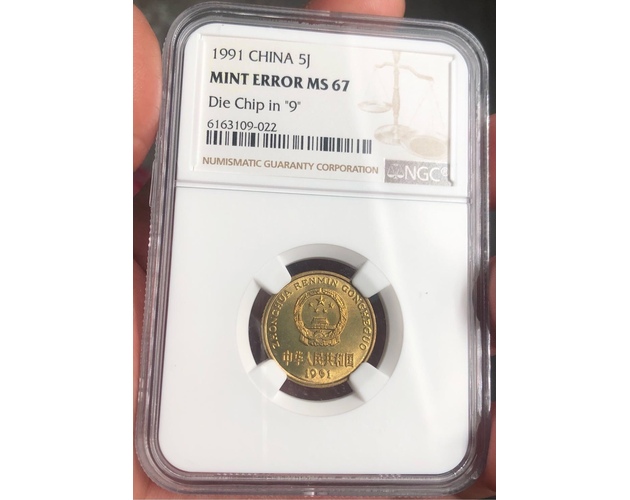 1991 CHINA 5J
MINT ERROR MS 67
Die Chip in "9"
6163109-022
NUMISMATIC GUARANTY CORPORATION
NGC®
ZHONGHUA RENMIN GONGHEGUO
中华人民共和国
1991